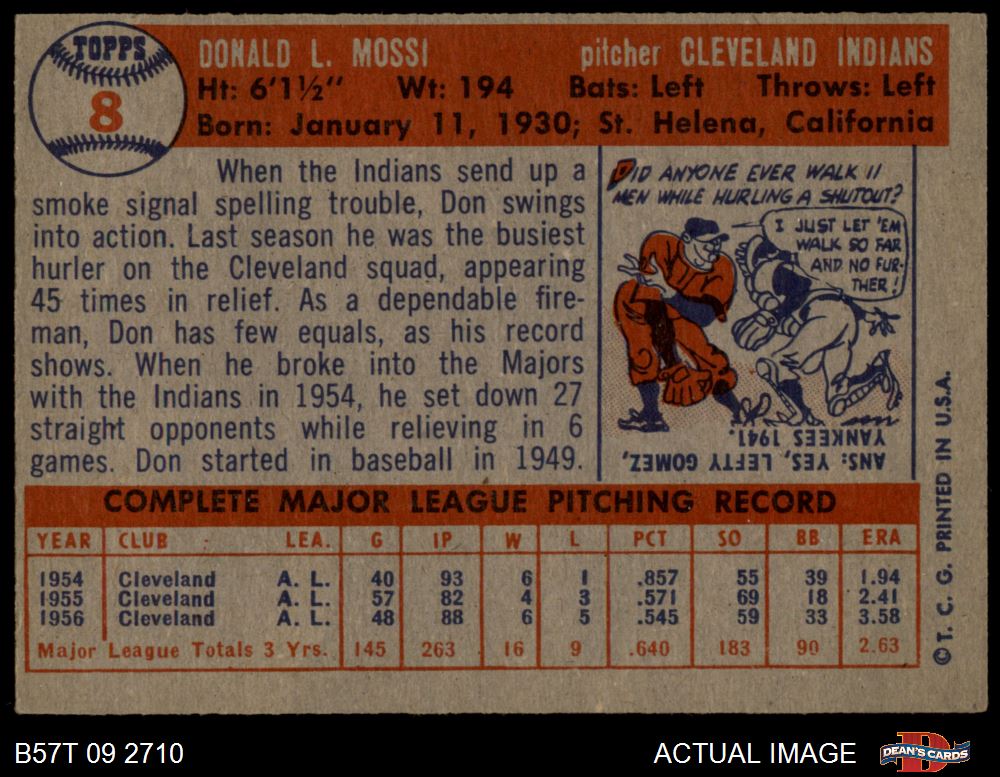 TOPPS
8
DONALD L. MOSSI pitcher CLEVELAND INDIANS
Ht: 6'1½" Wt: 194 Bats: Left Throws: Left
Born: January 11, 1930; St. Helena, California
When the Indians send up a
smoke signal spelling trouble, Don swings
into action. Last season he was the busiest
hurler on the Cleveland squad, appearing
45 times in relief. As a dependable fire-
man, Don has few equals, as his record
shows. When he broke into the Majors
with the Indians in 1954, he set down 27
straight opponents while relieving in 6
games. Don started in baseball in 1949.
DID ANYONE EVER WALK 11
MEN WHILE HURLING A SHUTOUT?
I JUST LET 'EM
WALK SO FAR
AND NO FUR-
THER!
ANS: YES, LEFTY GOMEZ,
YANKEES 1941.
COMPLETE MAJOR LEAGUE PITCHING RECORD
YEAR CLUB LEA. G IP W L PCT SO BB ERA
1954 Cleveland A. L. 40 93 6 1 .857 55 39 1.94
1955 Cleveland A. L. 57 82 4 3 .571 69 18 2.41
1956 Cleveland A. L. 48 88 6 5 .545 59 33 3.58
Major League Totals 3 Yrs. 145 263 16 9 .640 183 90 2.63
© T. C. G. PRINTED IN U.S.A.
B57T 09 2710 ACTUAL IMAGE DEAN'S CARDS